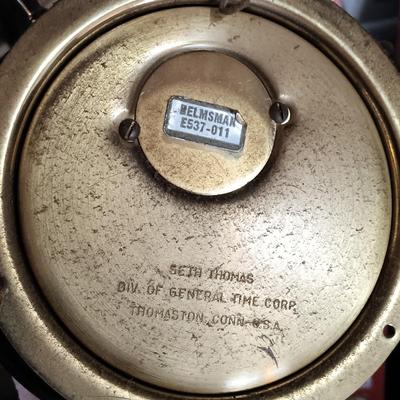 HELMSMAN
E537-011
SETH THOMAS
DIV. OF GENERAL TIME CORP.
THOMASTON, CONN. U.S.A.